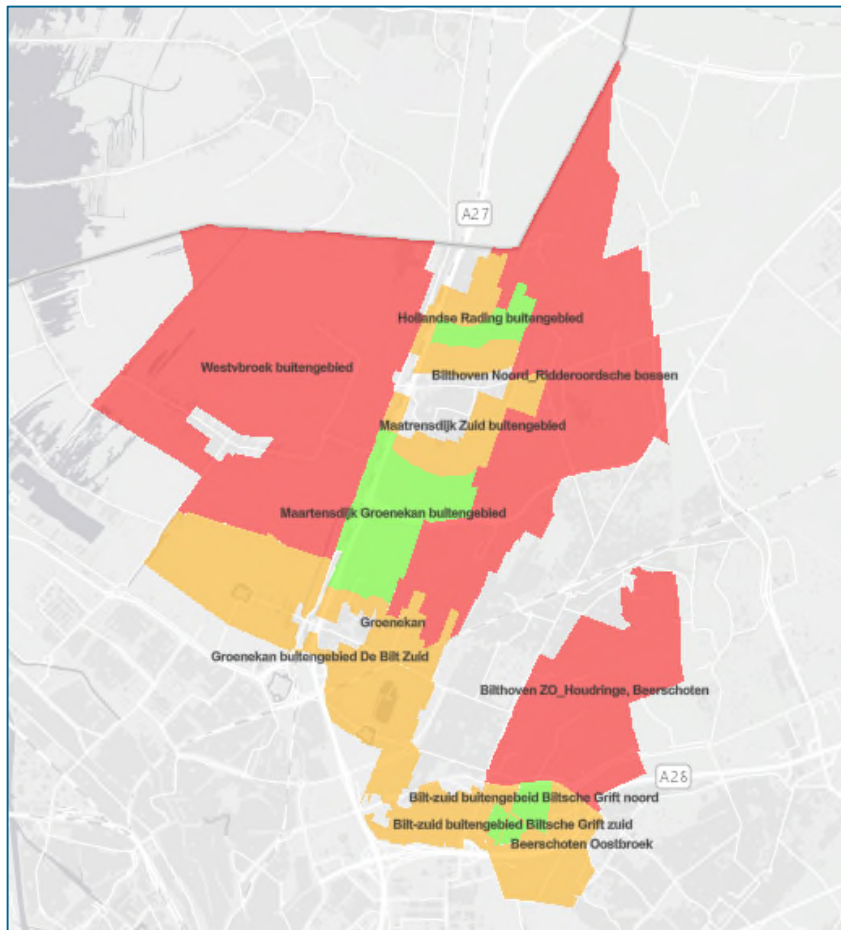 A27
Hollandse Rading buitengebied
Westvbroek buitengebied
Bilthoven Noord_Ridderoordsche bossen
Maatrensdijk Zuid buitengebied
Maartensdijk Groenekan buitengebied
Groenekan
Groenekan buitengebied De Bilt Zuid
Bilthoven ZO_Houdringe, Beerschoten
A28
Bilt-zuid buitengebeid Biltsche Grift noord
Bilt-zuid buitengebied Biltsche Grift zuid
Beerschoten Oostbroek